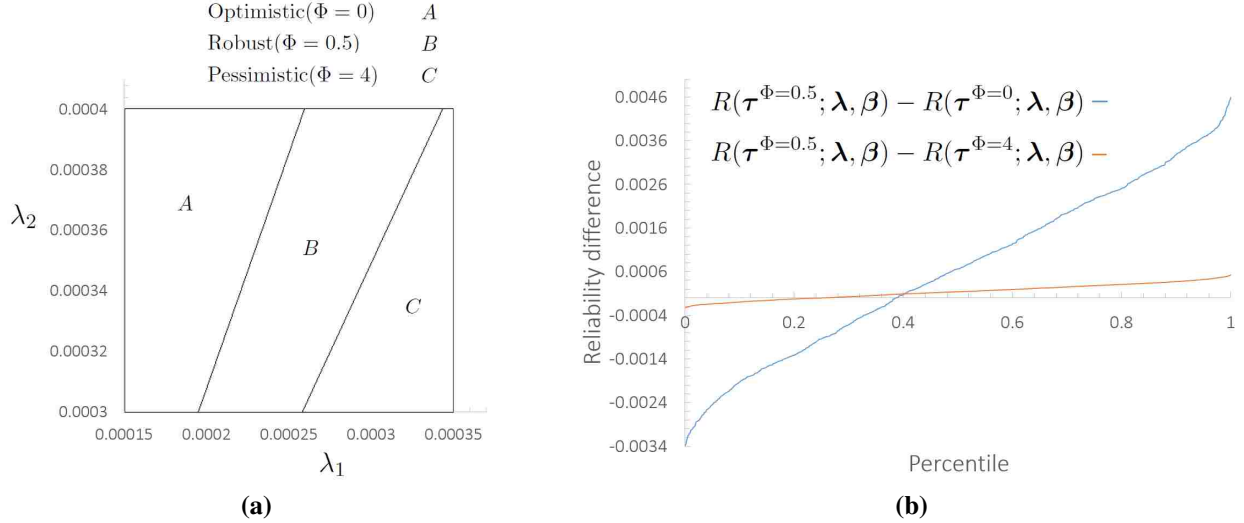 Optimistic(Φ = 0) A
Robust(Φ = 0.5) B
Pessimistic(Φ = 4) C
0.0004
0.00038
0.00036
0.00034
0.00032
0.0003
λ₂
A
B
C
0.00015 0.0002 0.00025 0.0003 0.00035
λ₁
(a)
R(τ^{Φ=0.5}; λ, β) − R(τ^{Φ=0}; λ, β)
R(τ^{Φ=0.5}; λ, β) − R(τ^{Φ=4}; λ, β)
Reliability difference
0.0046
0.0036
0.0026
0.0016
0.0006
-0.0004
-0.0014
-0.0024
-0.0034
0 0.2 0.4 0.6 0.8 1
Percentile
(b)